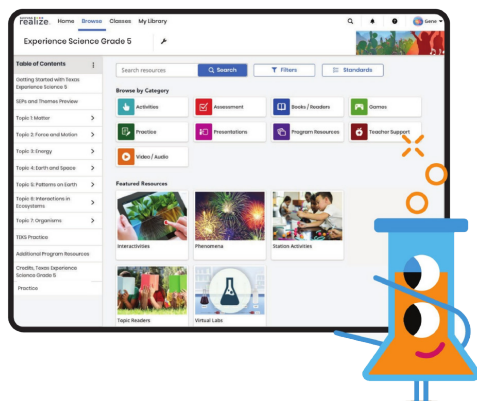 realize.
Home Browse Classes My Library
Gene
Experience Science Grade 5
Table of Contents
Getting Started with Texas
Experience Science 5
SEPs and Themes Preview
Topic 1: Matter
Topic 2: Force and Motion
Topic 3: Energy
Topic 4: Earth and Space
Topic 5: Patterns on Earth
Topic 6: Interactions in
Ecosystems
Topic 7: Organisms
TEKS Practice
Additional Program Resources
Credits, Texas Experience
Science Grade 5
Practice
Search resources
Search
Filters
Standards
Browse by Category
Activities
Assessment
Books / Readers
Games
Practice
Presentations
Program Resources
Teacher Support
Video / Audio
Featured Resources
Interactivities
Phenomena
Station Activities
Topic Readers
Virtual Labs